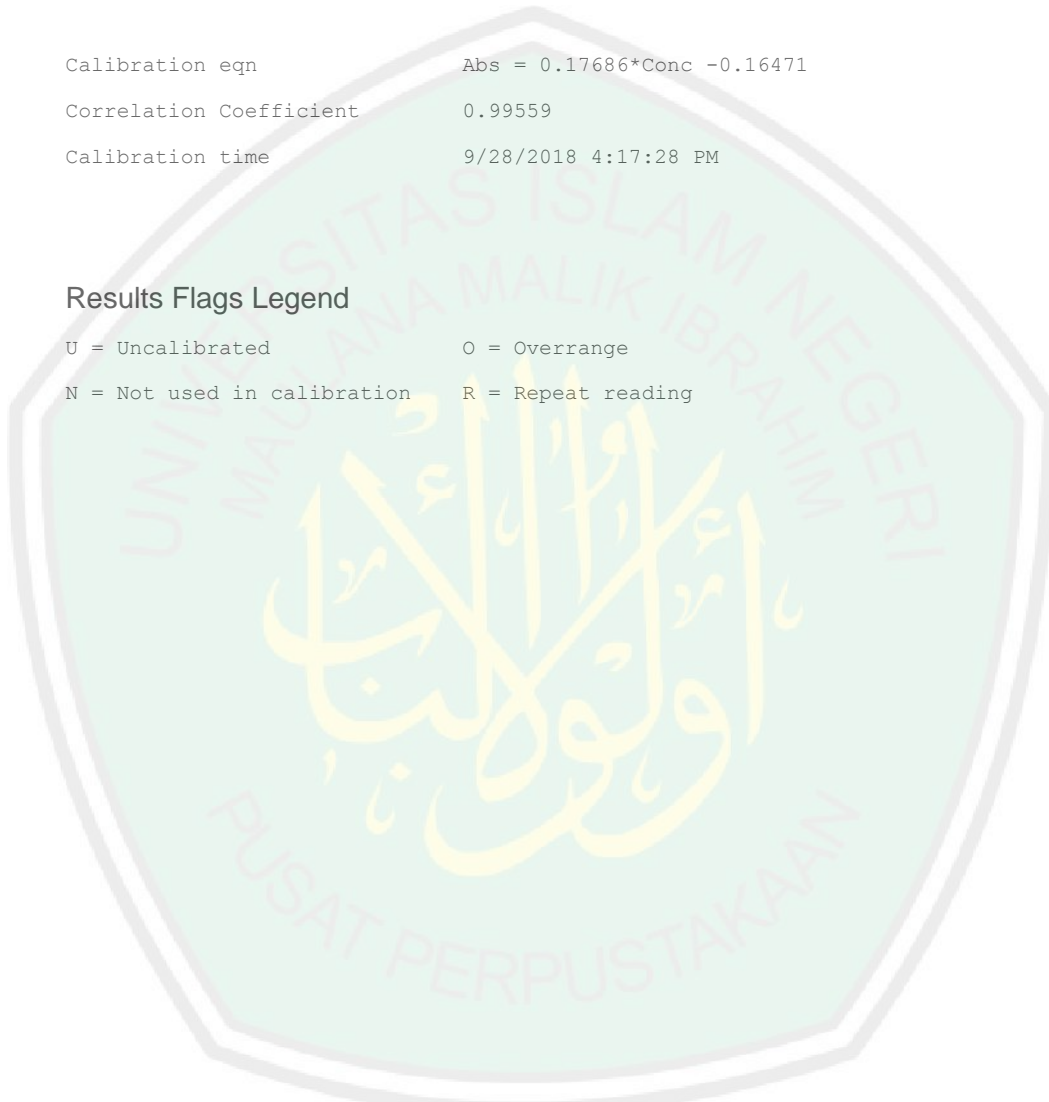 Calibration eqn Abs = 0.17686*Conc -0.16471
Correlation Coefficient 0.99559
Calibration time 9/28/2018 4:17:28 PM
Results Flags Legend
U = Uncalibrated O = Overrange
N = Not used in calibration R = Repeat reading
UNIVERSITAS ISLAM NEGERI
MAULANA MALIK IBRAHIM
PUSAT PERPUSTAKAAN